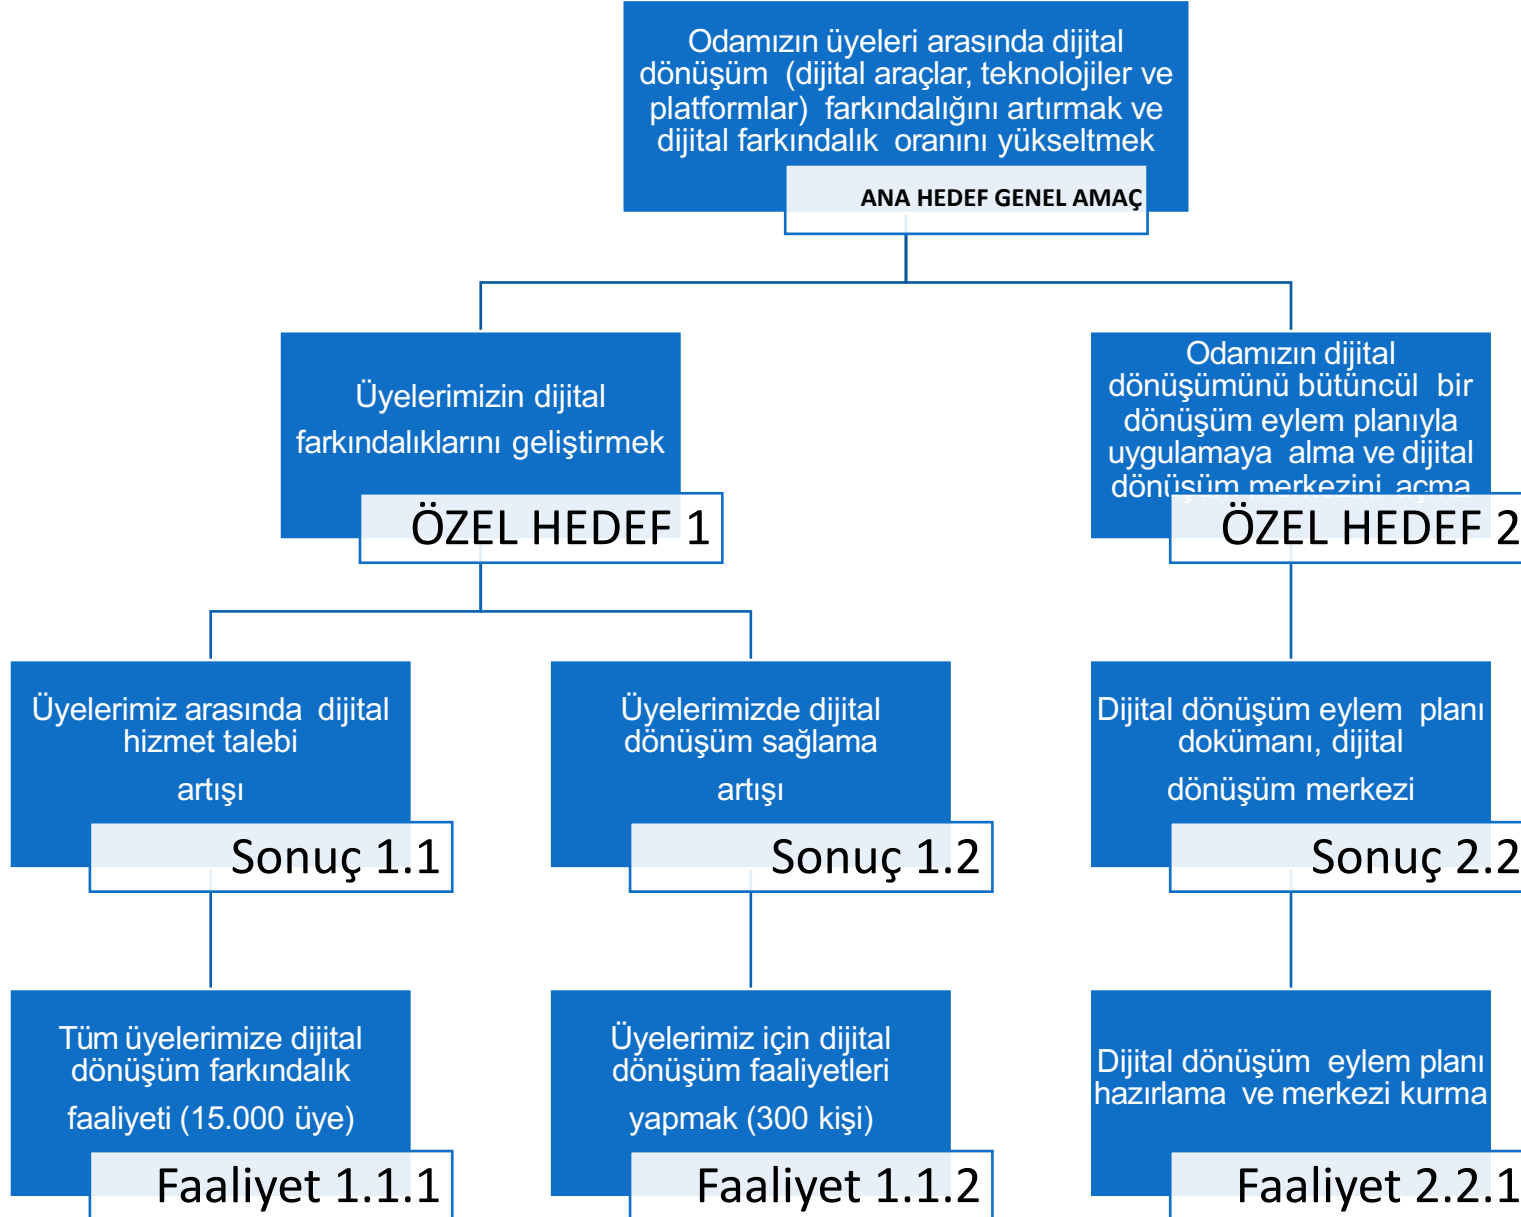 Odamızın üyeleri arasında dijital
dönüşüm (dijital araçlar, teknolojiler ve
platformlar) farkındalığını artırmak ve
dijital farkındalık oranını yükseltmek
ANA HEDEF GENEL AMAÇ
Üyelerimizin dijital
farkındalıklarını geliştirmek
ÖZEL HEDEF 1
Odamızın dijital
dönüşümünü bütüncül bir
dönüşüm eylem planıyla
uygulamaya alma ve dijital
dönüşüm merkezini açma
ÖZEL HEDEF 2
Üyelerimiz arasında dijital
hizmet talebi
artışı
Sonuç 1.1
Üyelerimizde dijital
dönüşüm sağlama
artışı
Sonuç 1.2
Dijital dönüşüm eylem planı
dokümanı, dijital
dönüşüm merkezi
Sonuç 2.2
Tüm üyelerimize dijital
dönüşüm farkındalık
faaliyeti (15.000 üye)
Faaliyet 1.1.1
Üyelerimiz için dijital
dönüşüm faaliyetleri
yapmak (300 kişi)
Faaliyet 1.1.2
Dijital dönüşüm eylem planı
hazırlama ve merkezi kurma
Faaliyet 2.2.1